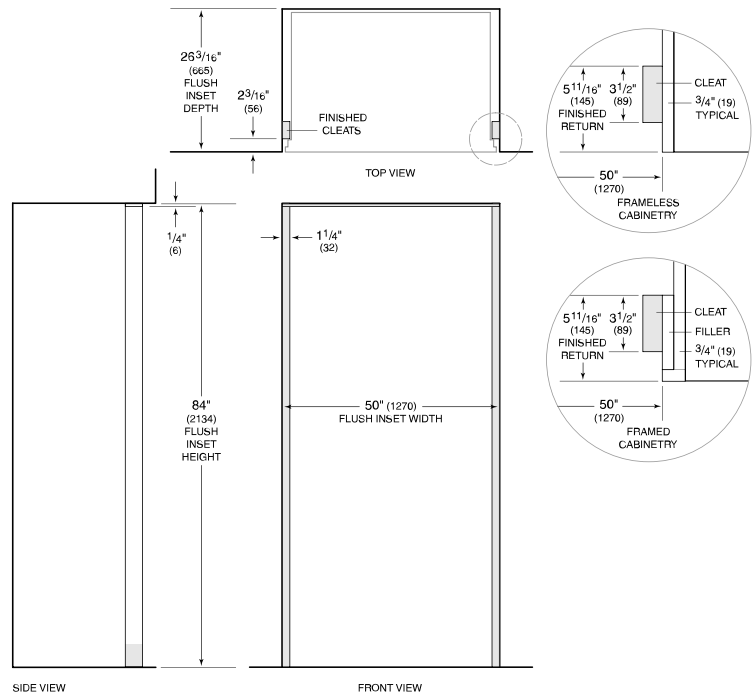 26 3/16"
(665)
FLUSH
INSET
DEPTH
2 3/16"
(56)
FINISHED
CLEATS
TOP VIEW
5 11/16"
(145)
FINISHED
RETURN
3 1/2"
(89)
CLEAT
3/4" (19)
TYPICAL
50"
(1270)
FRAMELESS
CABINETRY
1/4"
(6)
1 1/4"
(32)
5 11/16"
(145)
FINISHED
RETURN
3 1/2"
(89)
CLEAT
FILLER
3/4" (19)
TYPICAL
50"
(1270)
FRAMED
CABINETRY
84"
(2134)
FLUSH
INSET
HEIGHT
50" (1270)
FLUSH INSET WIDTH
SIDE VIEW
FRONT VIEW